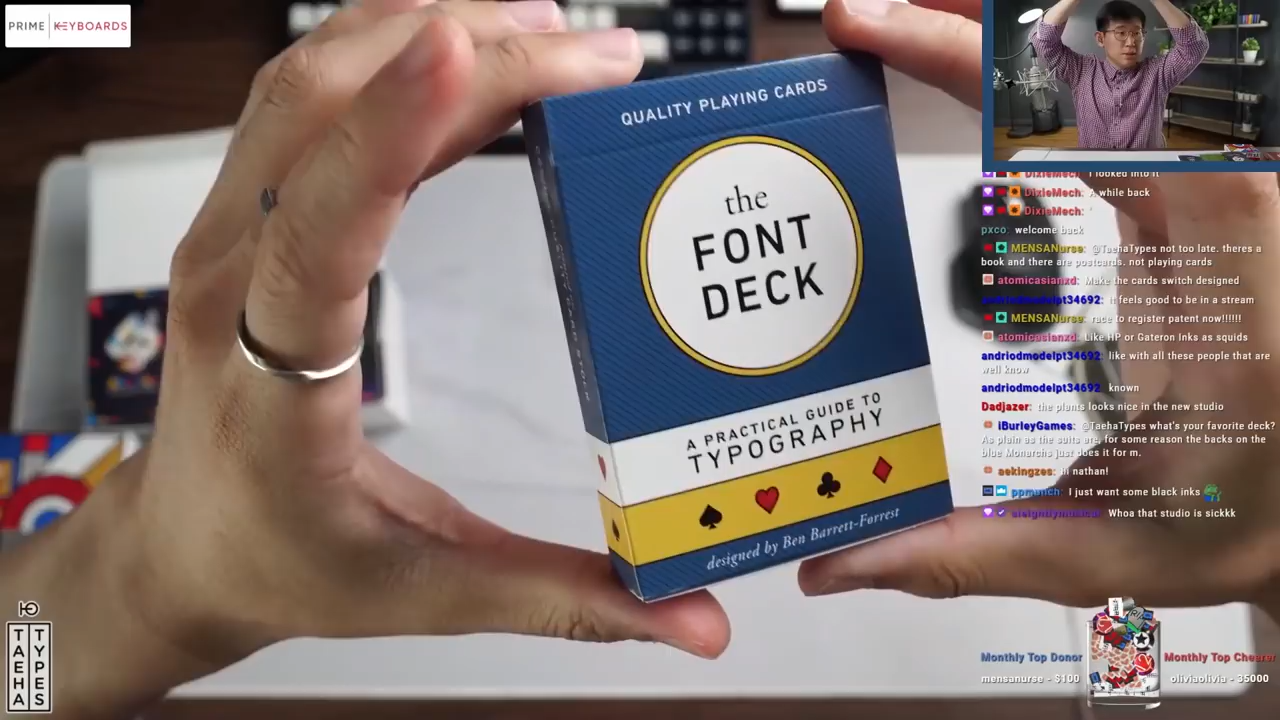 PRIME | KEYBOARDS
QUALITY PLAYING CARDS
the
FONT
DECK
A PRACTICAL GUIDE TO
TYPOGRAPHY
designed by Ben Barrett-Forrest
DixieMech: I looked into it
DixieMech: A while back
DixieMech:
pxco: welcome back
MENSANurse: @TaehaTypes not too late. theres a
book and there are postcards. not playing cards
atomicasianxd: Make the cards switch designed
andriodmodelpt34692: it feels good to be in a stream
MENSANurse: race to register patent now!!!!!!
atomicasianxd: Like HP or Gateron Inks as squids
andriodmodelpt34692: like with all these people that are
well know
andriodmodelpt34692: known
Dadjazer: the plants looks nice in the new studio
iBurleyGames: @TaehaTypes what's your favorite deck?
As plain as the suits are, for some reason the backs on the
blue Monarchs just does it for m.
aekingzes: Hi nathan!
ppmunch: I just want some black inks
Whoa that studio is sickkk
TAEHA
TYPES
Monthly Top Donor
mensanurse - $100
Monthly Top Cheerer
oliviaolivia - 35000